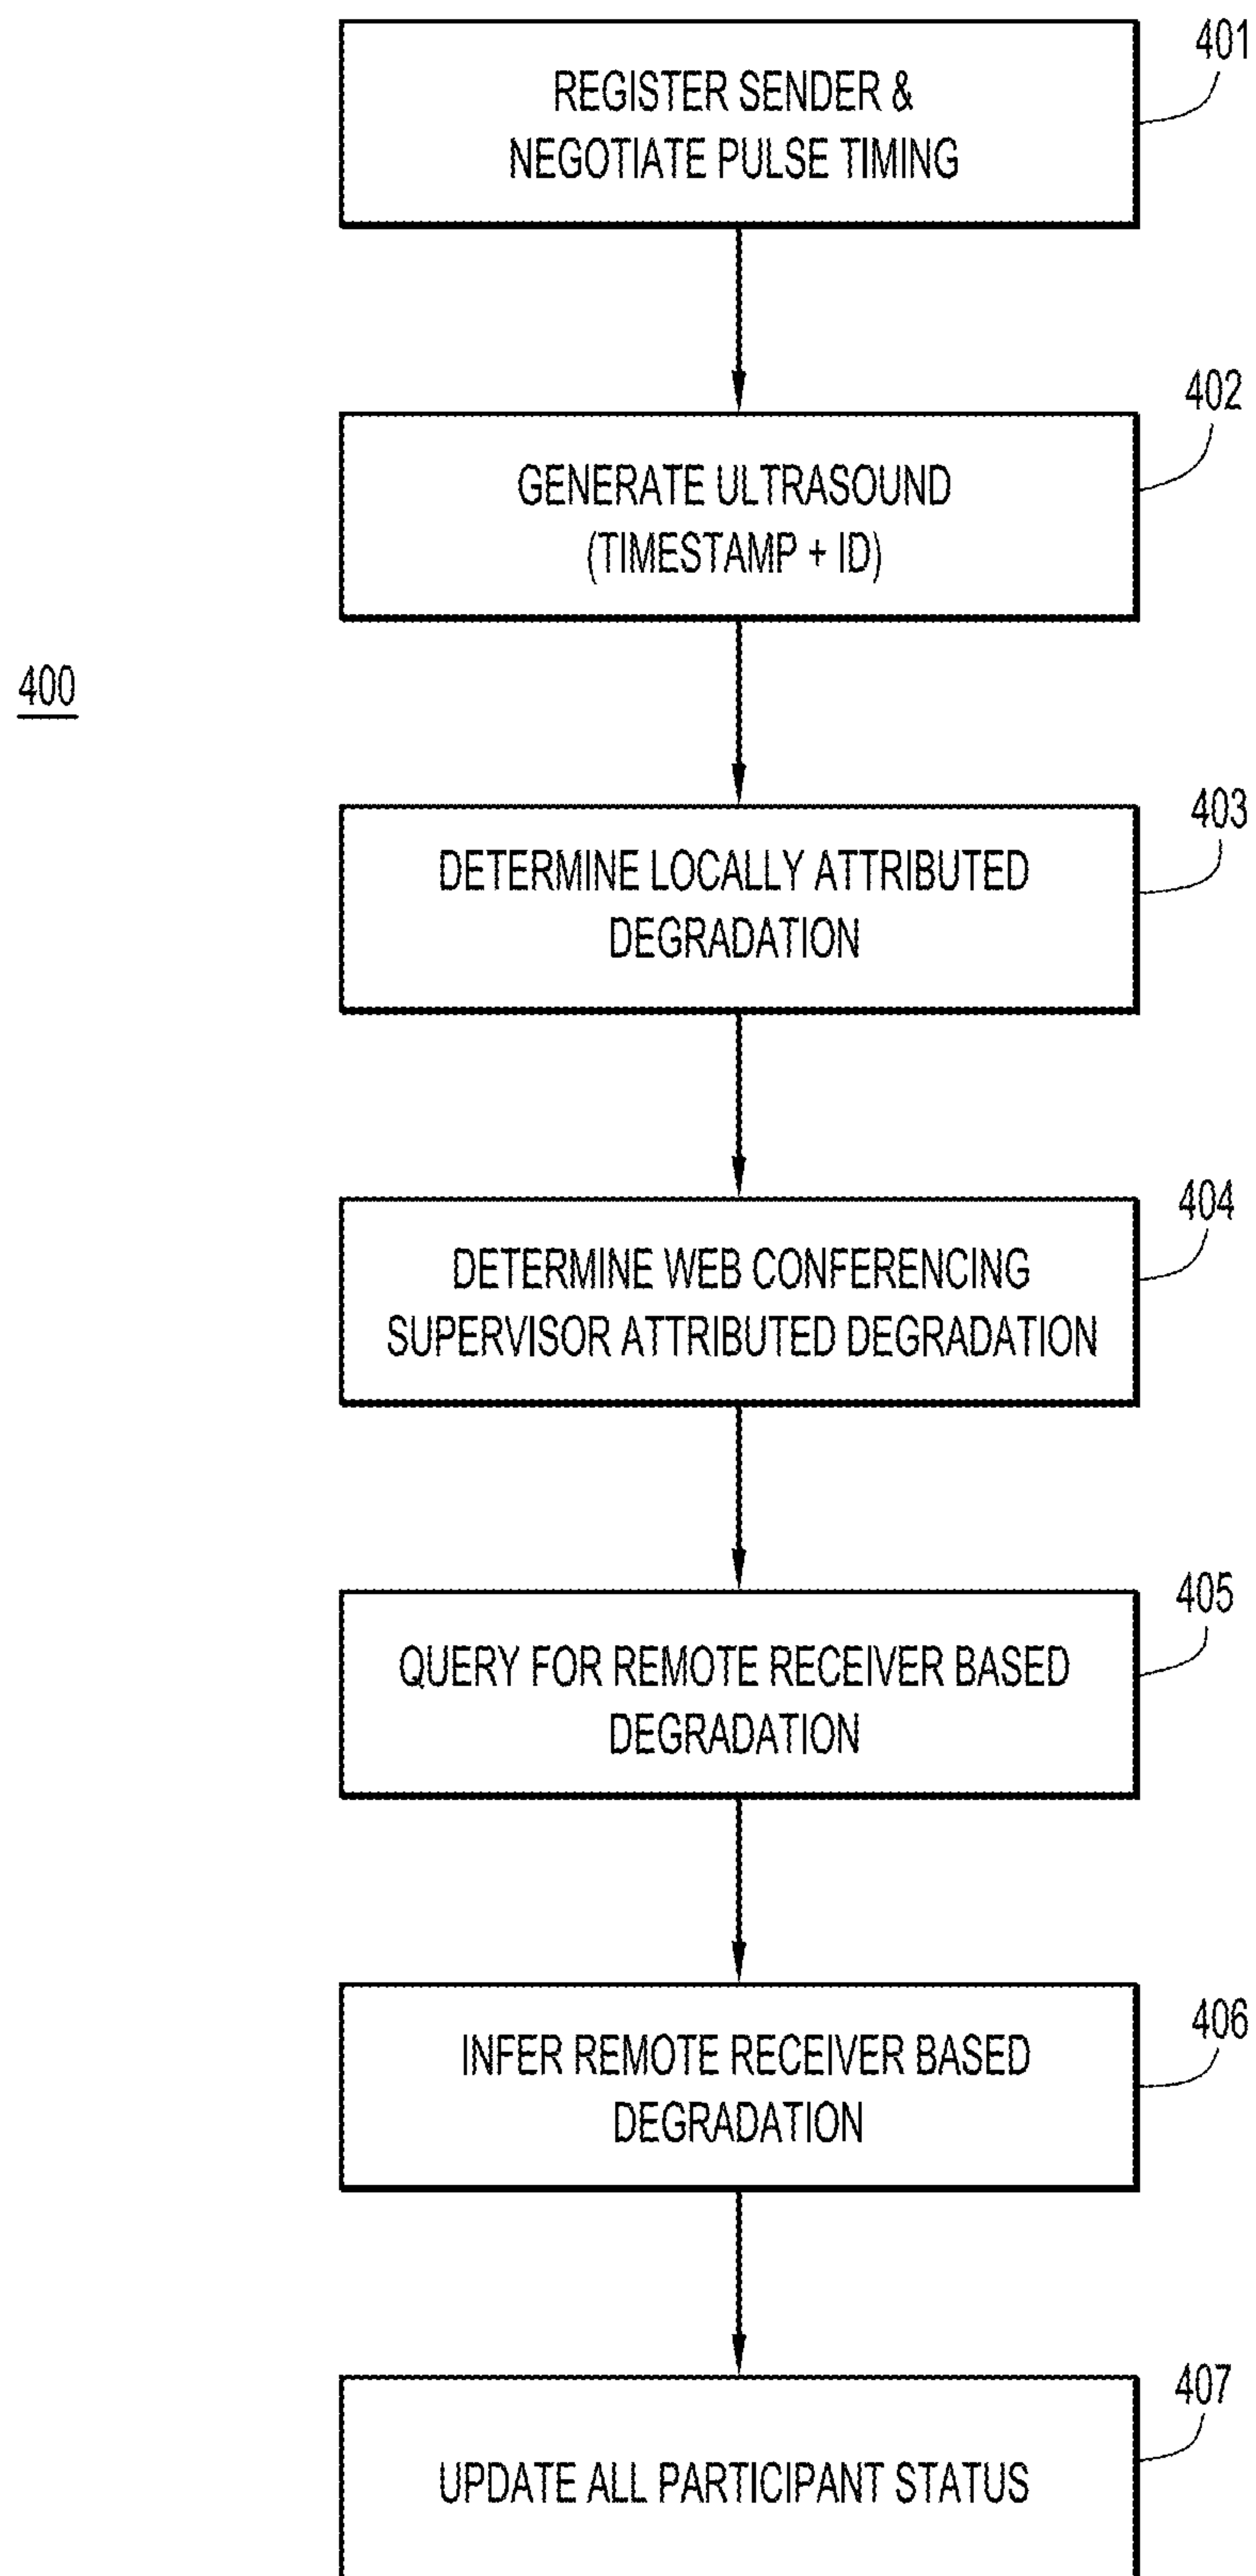 401
REGISTER SENDER &
NEGOTIATE PULSE TIMING
402
GENERATE ULTRASOUND
(TIMESTAMP + ID)
400
403
DETERMINE LOCALLY ATTRIBUTED
DEGRADATION
404
DETERMINE WEB CONFERENCING
SUPERVISOR ATTRIBUTED DEGRADATION
405
QUERY FOR REMOTE RECEIVER BASED
DEGRADATION
406
INFER REMOTE RECEIVER BASED
DEGRADATION
407
UPDATE ALL PARTICIPANT STATUS